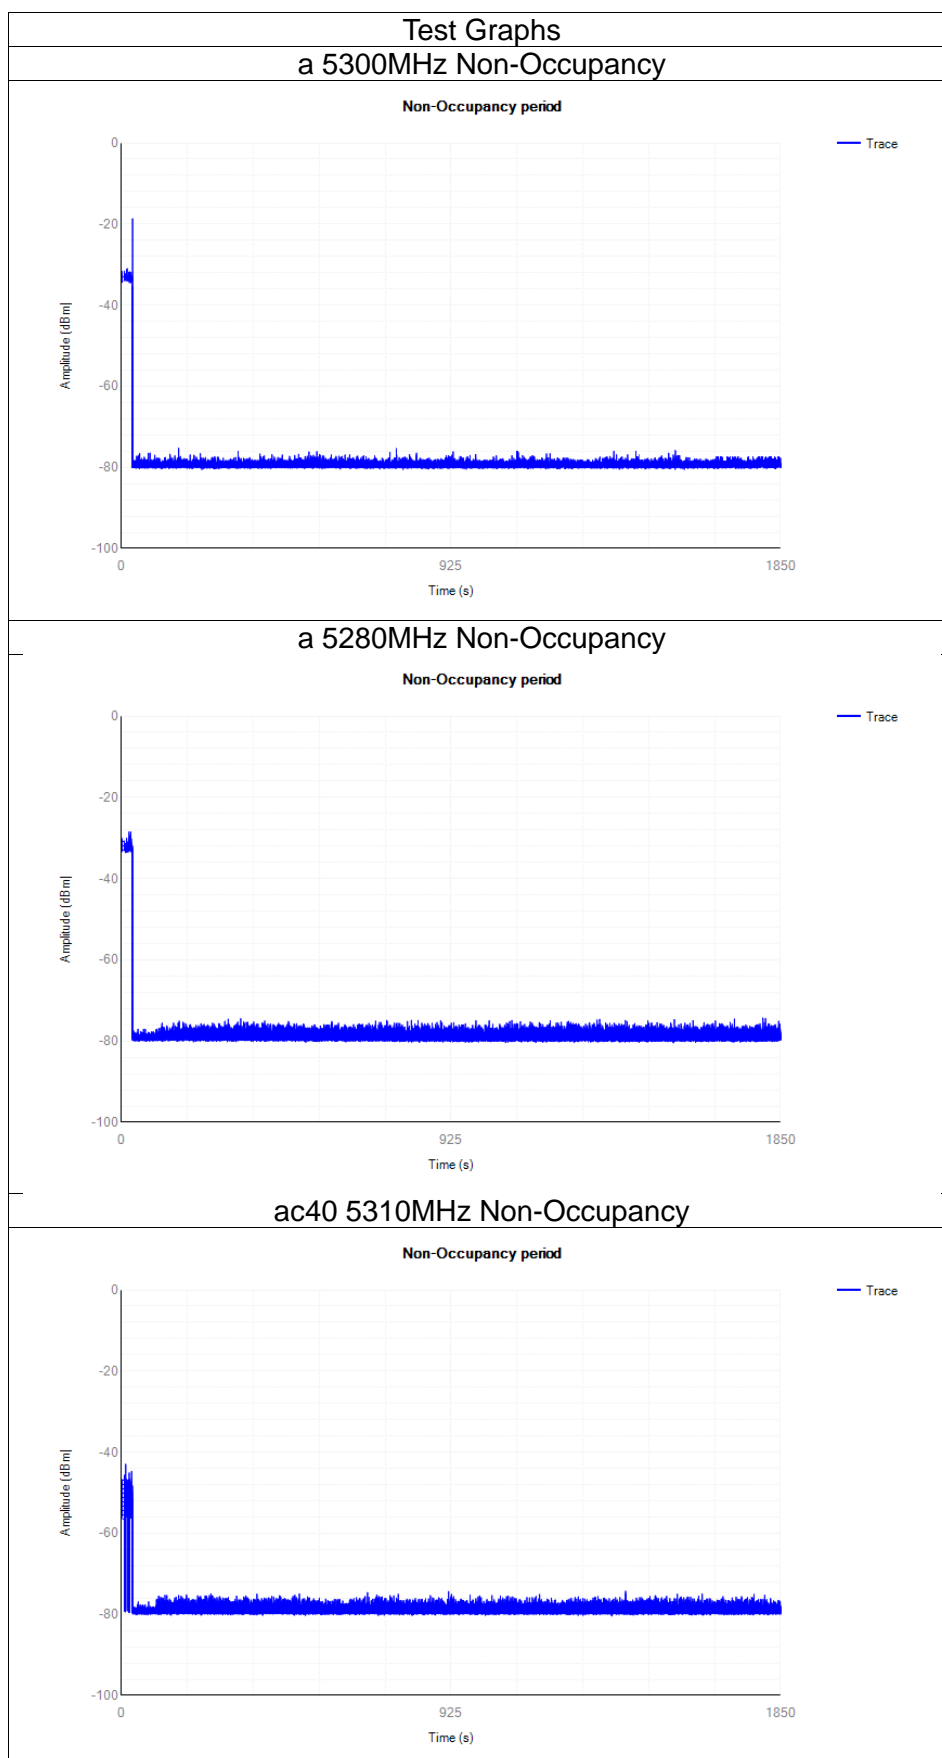 Test Graphs
a 5300MHz Non-Occupancy
Non-Occupancy period
Trace
0
-20
-40
-60
-80
-100
Amplitude [dBm]
0 925 1850
Time (s)
a 5280MHz Non-Occupancy
Non-Occupancy period
Trace
0
-20
-40
-60
-80
-100
Amplitude [dBm]
0 925 1850
Time (s)
ac40 5310MHz Non-Occupancy
Non-Occupancy period
Trace
0
-20
-40
-60
-80
-100
Amplitude [dBm]
0 925 1850
Time (s)